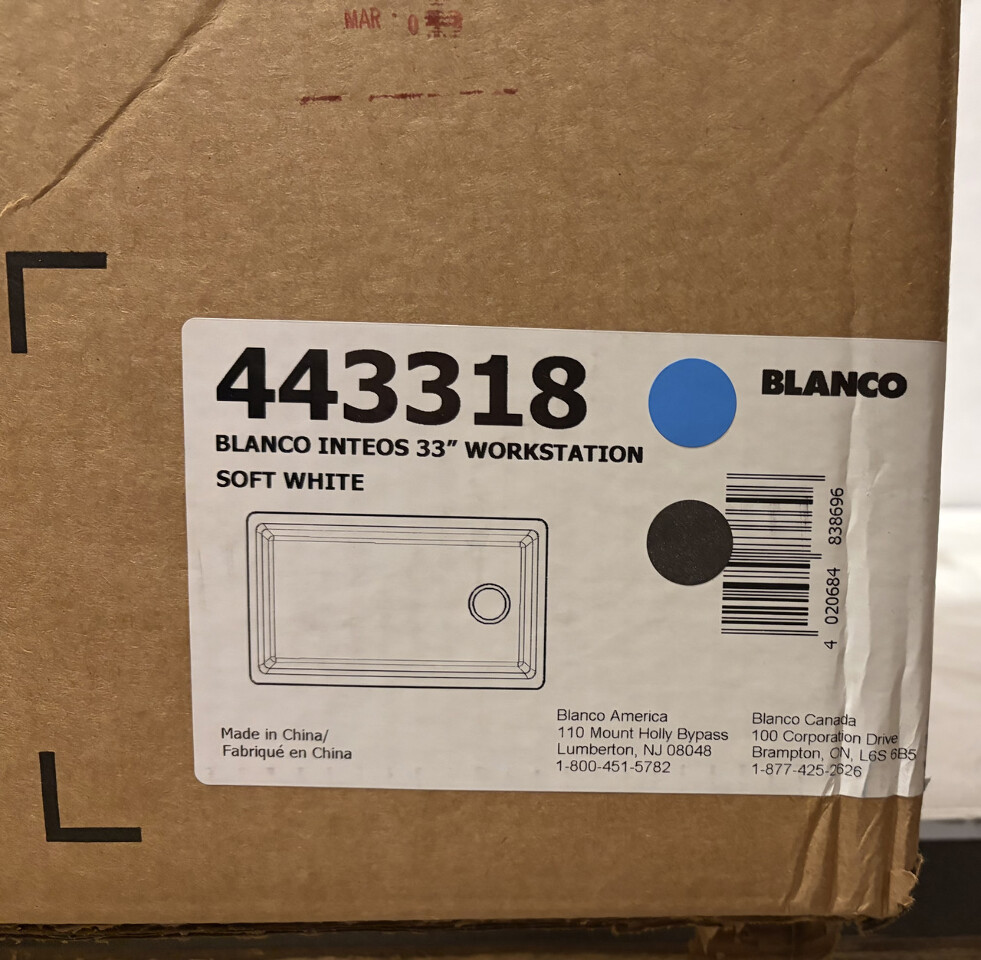 MAR 0
443318
BLANCO
BLANCO INTEOS 33” WORKSTATION
SOFT WHITE
4 020684 838696
Made in China/
Fabriqué en China
Blanco America
110 Mount Holly Bypass
Lumberton, NJ 08048
1-800-451-5782
Blanco Canada
100 Corporation Drive
Brampton, ON, L6S 6B5
1-877-425-2626